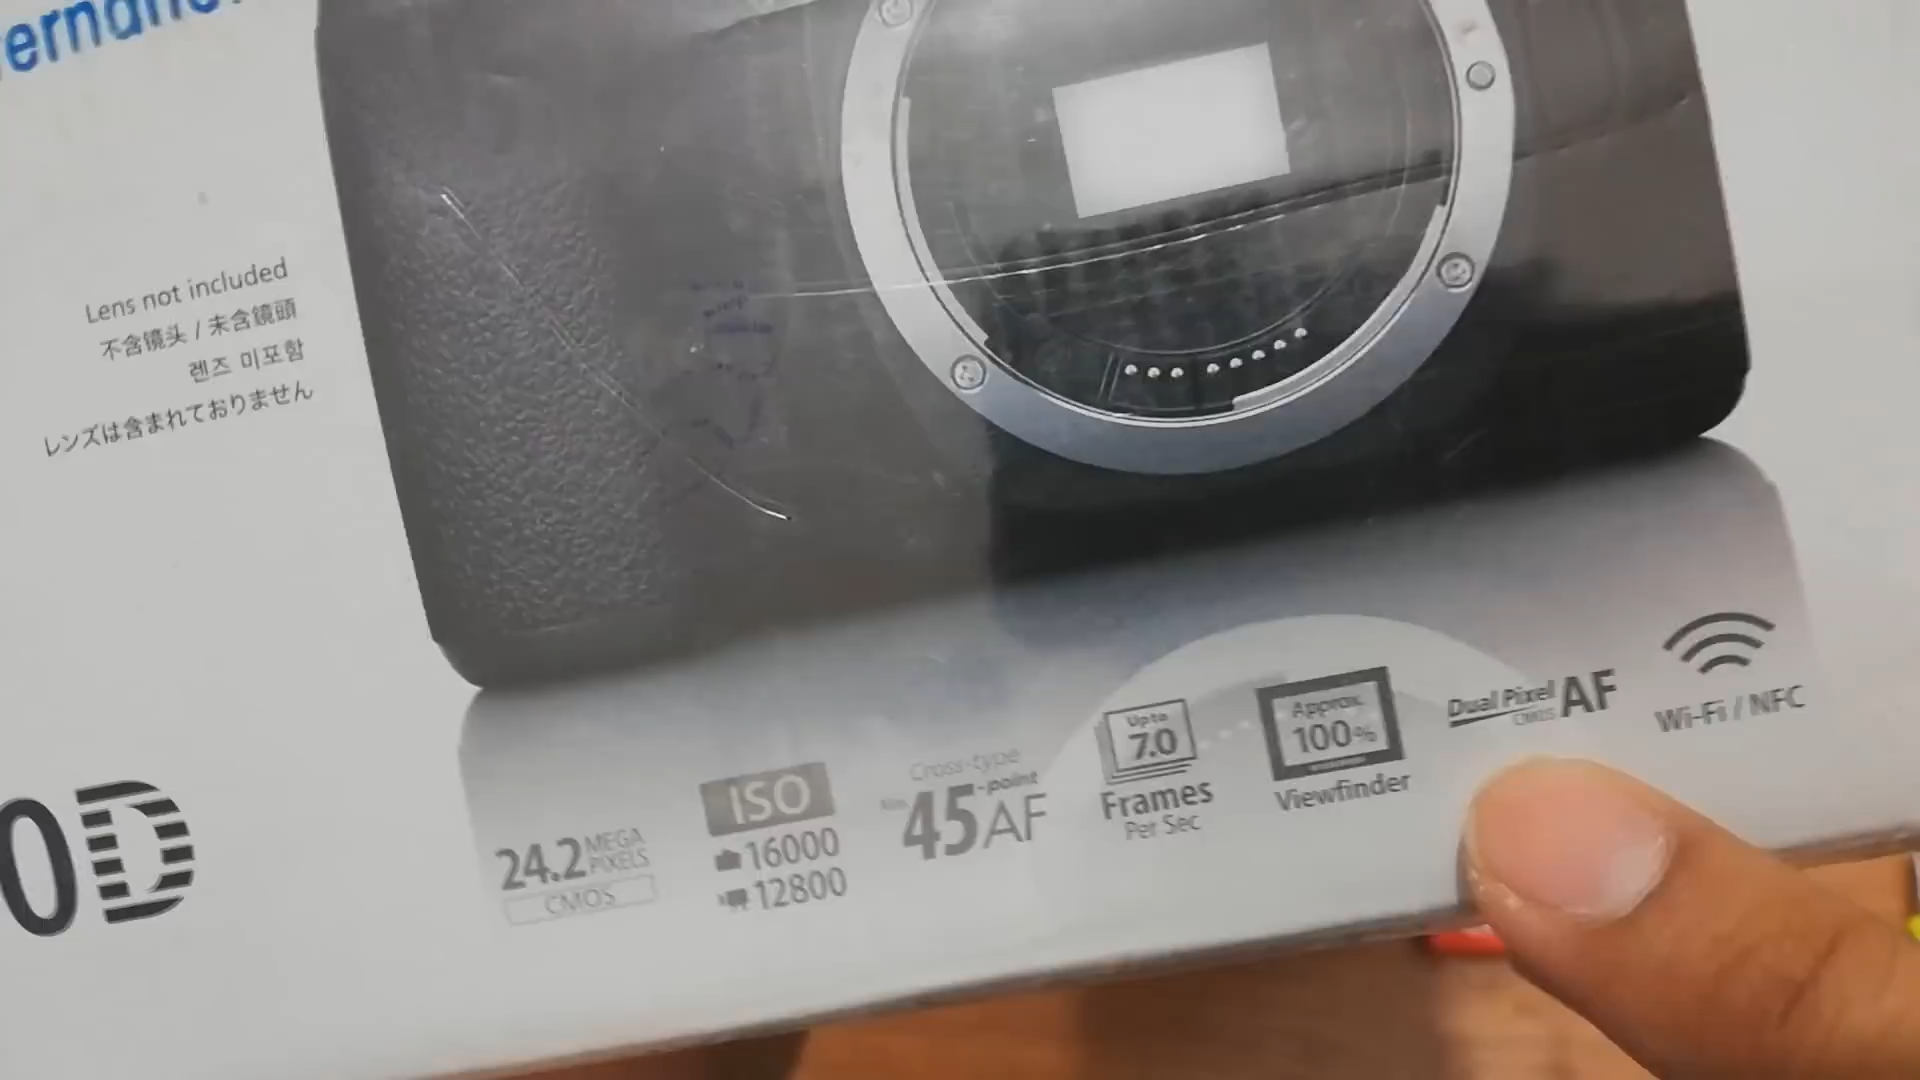 Lens not included
不含镜头 / 未含鏡頭
렌즈 미포함
レンズは含まれておりません
0D
24.2 MEGA PIXELS
CMOS
ISO
16000
12800
Cross-type
45-point AF
Up to
7.0
Frames
Per Sec
Approx.
100%
Viewfinder
Dual Pixel
CMOS AF
Wi-Fi / NFC